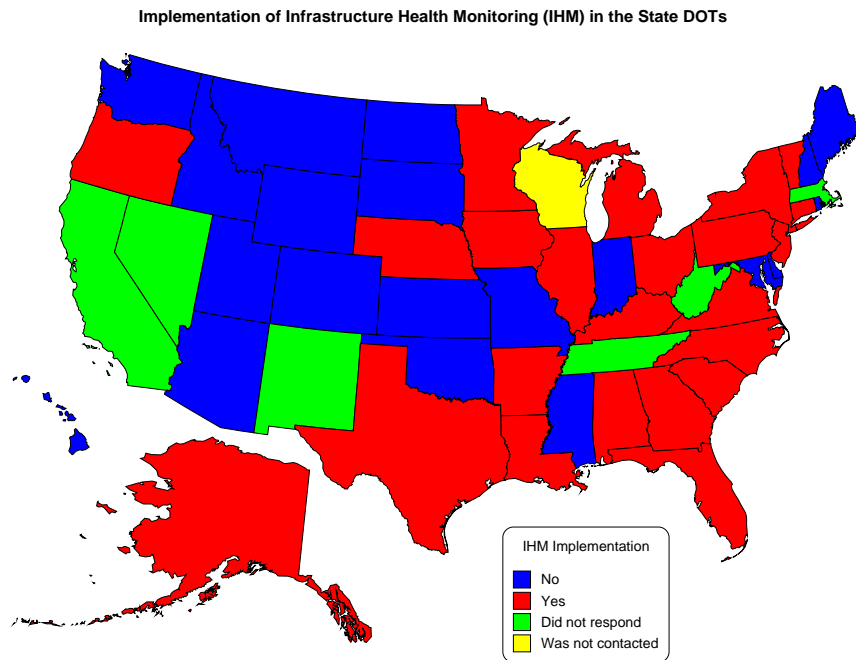 Implementation of Infrastructure Health Monitoring (IHM) in the State DOTs
IHM Implementation
No
Yes
Did not respond
Was not contacted